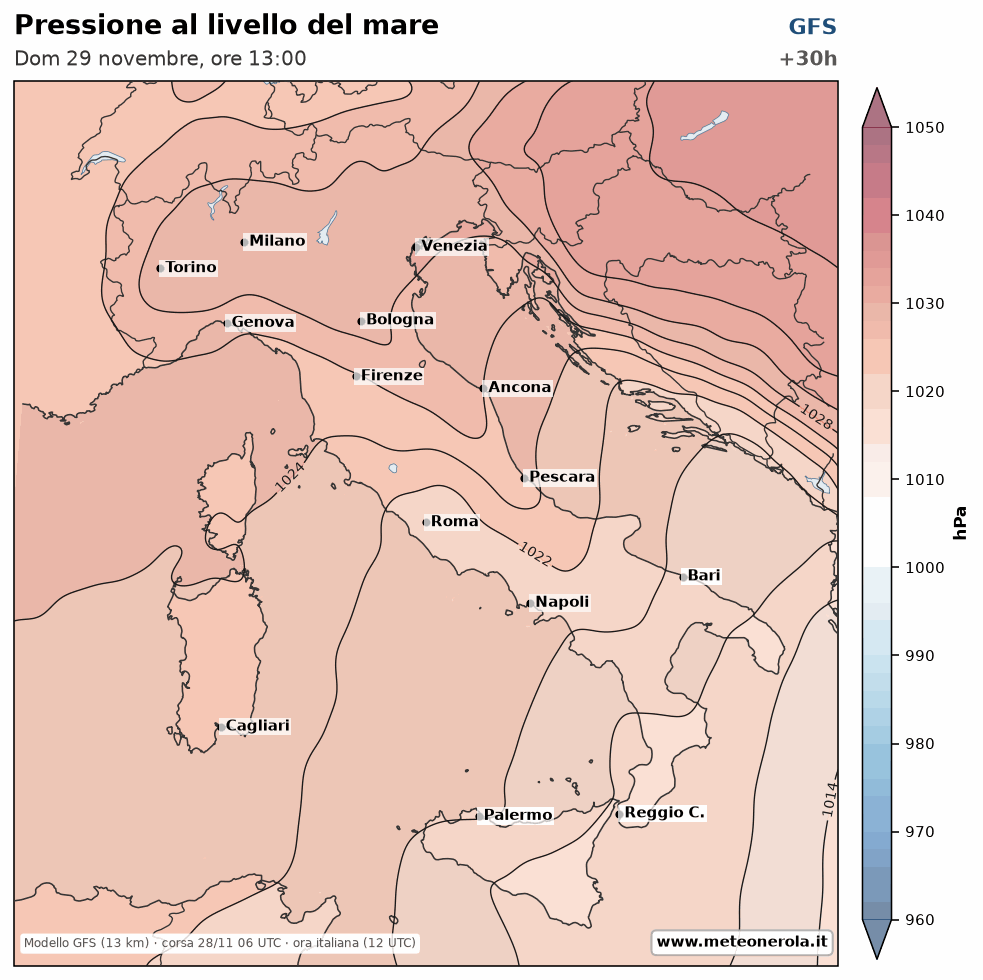 Pressione al livello del mare
GFS
Dom 29 novembre, ore 13:00
+30h
1050
1040
1030
1020
1010
1000
990
980
970
960
hPa
Milano
Venezia
Torino
Genova
Bologna
Firenze
Ancona
1028
1024
Pescara
Roma
1022
Bari
Napoli
Cagliari
1014
Palermo
Reggio C.
Modello GFS (13 km) · corsa 28/11 06 UTC · ora italiana (12 UTC)
www.meteonerola.it